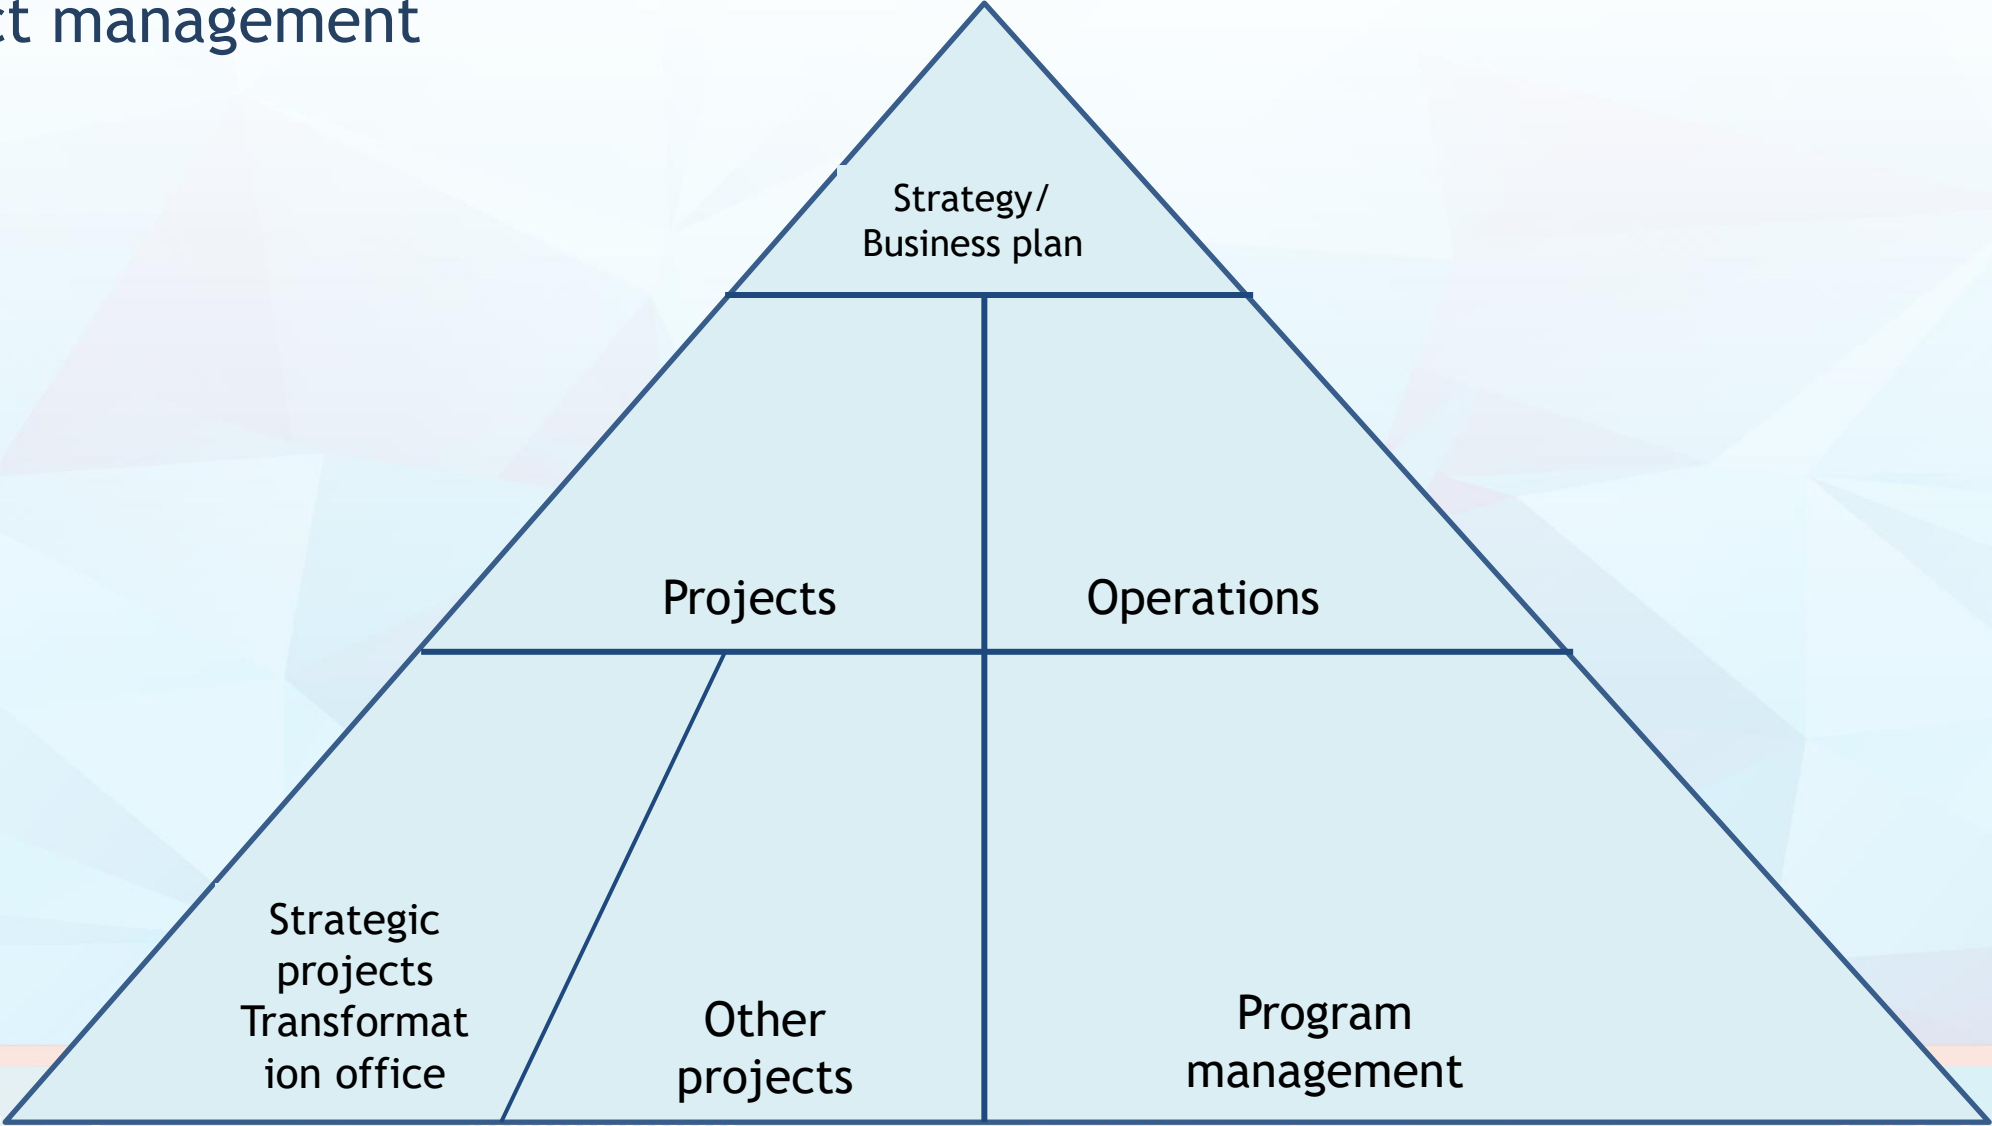 ct management
Strategy/
Business plan
Projects
Operations
Strategic
projects
Transformat
ion office
Other
projects
Program
management